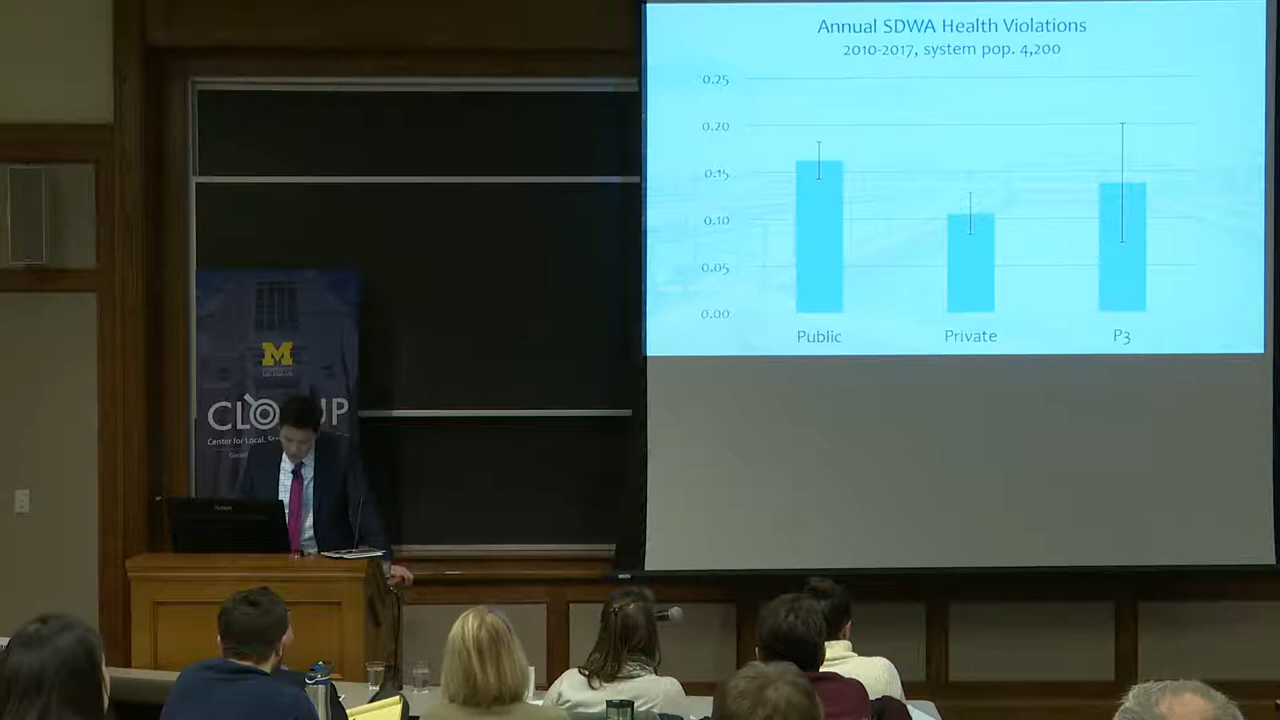 Annual SDWA Health Violations
2010-2017, system pop. 4,200
0.25
0.20
0.15
0.10
0.05
0.00
Public
Private
P3
M
CLO UP
Center for Local,